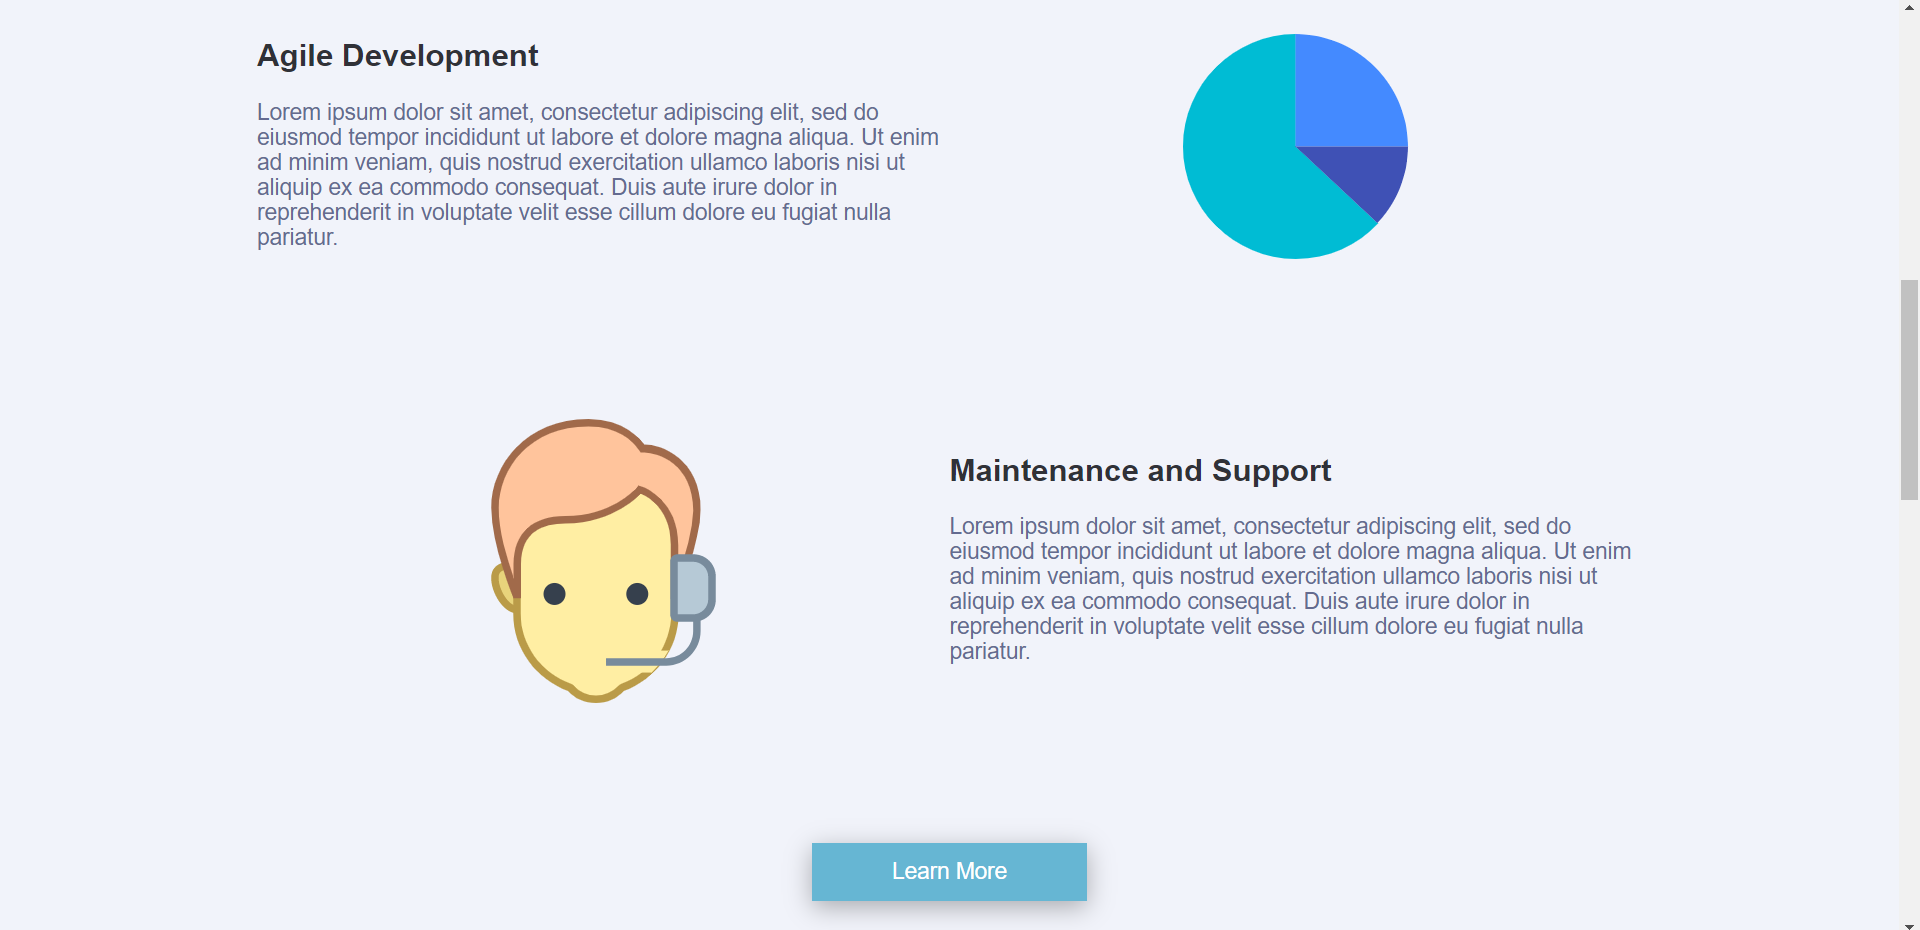 Agile Development
Lorem ipsum dolor sit amet, consectetur adipiscing elit, sed do
eiusmod tempor incididunt ut labore et dolore magna aliqua. Ut enim
ad minim veniam, quis nostrud exercitation ullamco laboris nisi ut
aliquip ex ea commodo consequat. Duis aute irure dolor in
reprehenderit in voluptate velit esse cillum dolore eu fugiat nulla
pariatur.
Maintenance and Support
Lorem ipsum dolor sit amet, consectetur adipiscing elit, sed do
eiusmod tempor incididunt ut labore et dolore magna aliqua. Ut enim
ad minim veniam, quis nostrud exercitation ullamco laboris nisi ut
aliquip ex ea commodo consequat. Duis aute irure dolor in
reprehenderit in voluptate velit esse cillum dolore eu fugiat nulla
pariatur.
Learn More